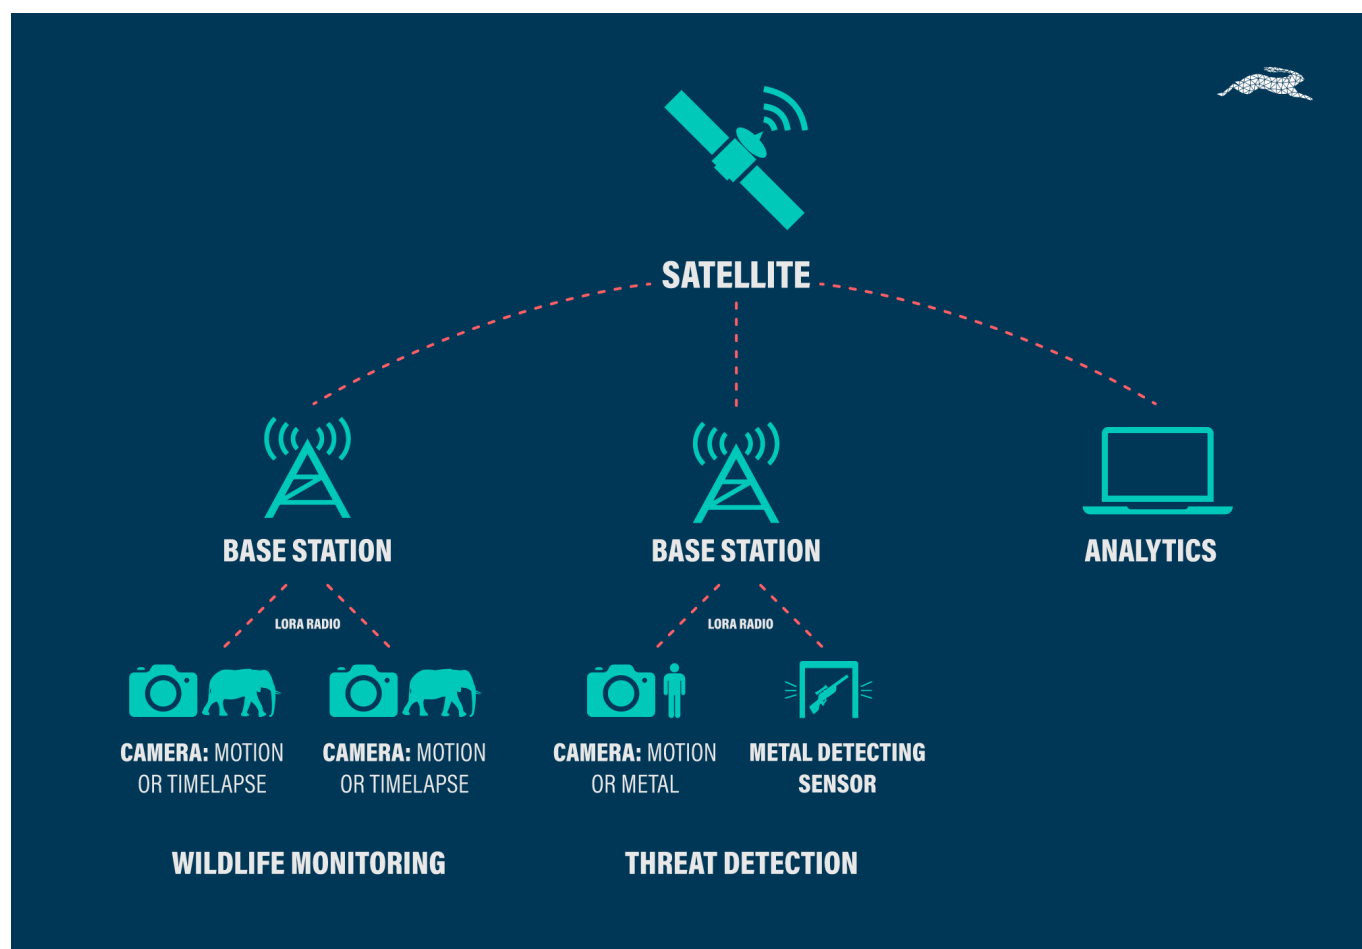 SATELLITE
BASE STATION
BASE STATION
ANALYTICS
LORA RADIO
LORA RADIO
CAMERA: MOTION
OR TIMELAPSE
CAMERA: MOTION
OR TIMELAPSE
CAMERA: MOTION
OR METAL
METAL DETECTING
SENSOR
WILDLIFE MONITORING
THREAT DETECTION